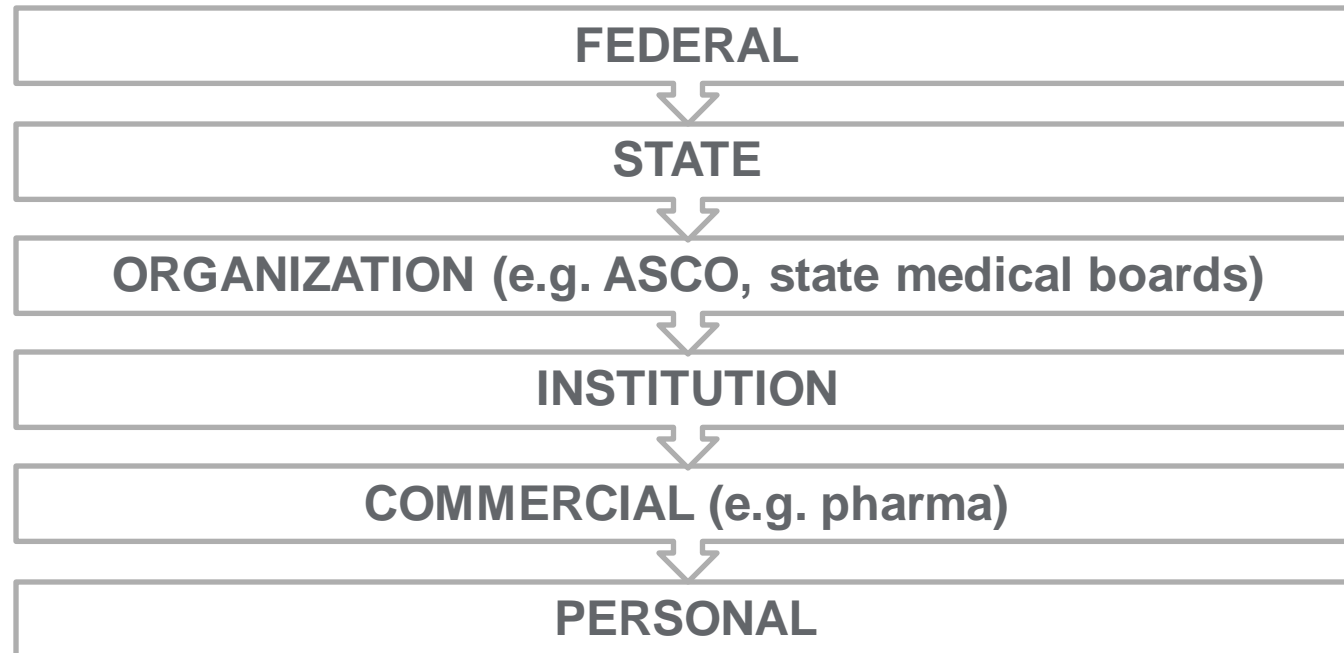 FEDERAL
STATE
ORGANIZATION (e.g. ASCO, state medical boards)
INSTITUTION
COMMERCIAL (e.g. pharma)
PERSONAL